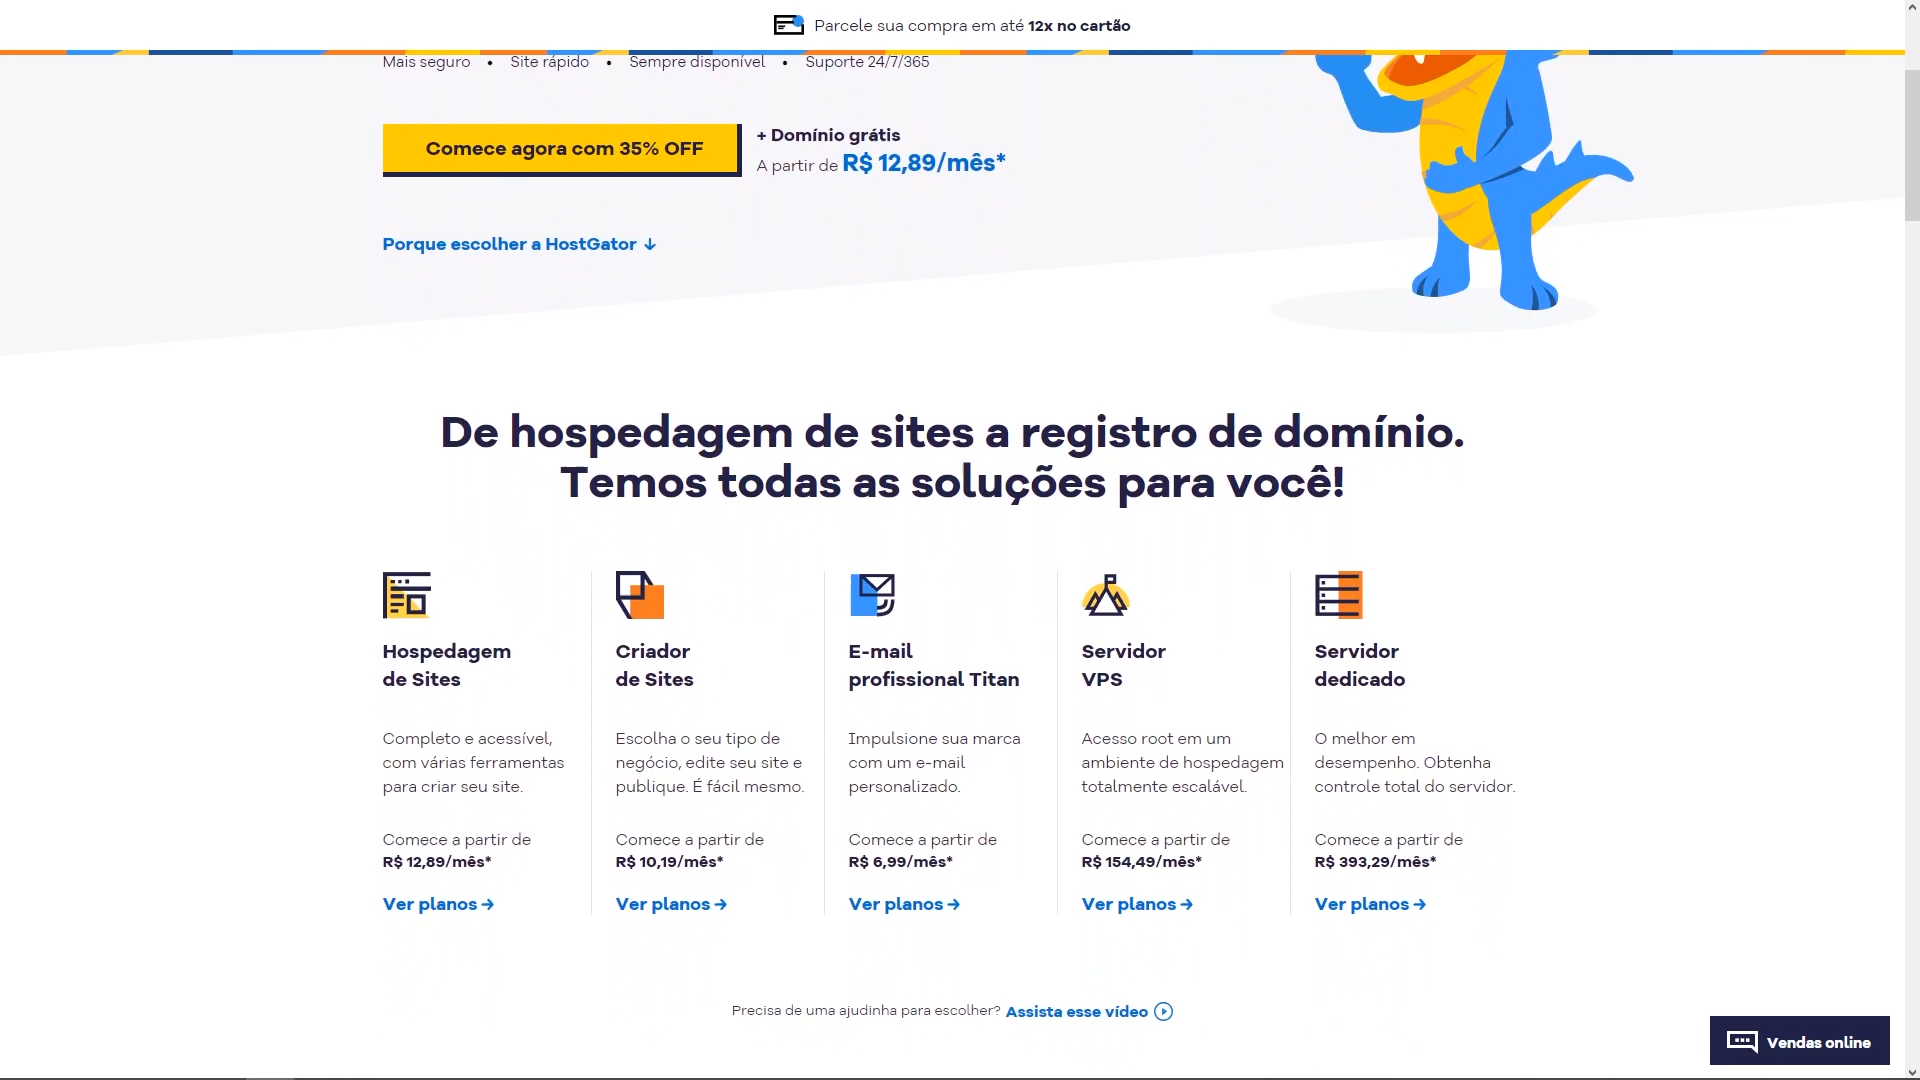 Parcele sua compra em até 12x no cartão
Mais seguro • Site rápido • Sempre disponível • Suporte 24/7/365
Comece agora com 35% OFF
+ Domínio grátis
A partir de R$ 12,89/mês*
Porque escolher a HostGator ↓
De hospedagem de sites a registro de domínio.
Temos todas as soluções para você!
Hospedagem
de Sites
Completo e acessível,
com várias ferramentas
para criar seu site.
Comece a partir de
R$ 12,89/mês*
Ver planos →
Criador
de Sites
Escolha o seu tipo de
negócio, edite seu site e
publique. É fácil mesmo.
Comece a partir de
R$ 10,19/mês*
Ver planos →
E-mail
profissional Titan
Impulsione sua marca
com um e-mail
personalizado.
Comece a partir de
R$ 6,99/mês*
Ver planos →
Servidor
VPS
Acesso root em um
ambiente de hospedagem
totalmente escalável.
Comece a partir de
R$ 154,49/mês*
Ver planos →
Servidor
dedicado
O melhor em
desempenho. Obtenha
controle total do servidor.
Comece a partir de
R$ 393,29/mês*
Ver planos →
Precisa de uma ajudinha para escolher? Assista esse vídeo
Vendas online